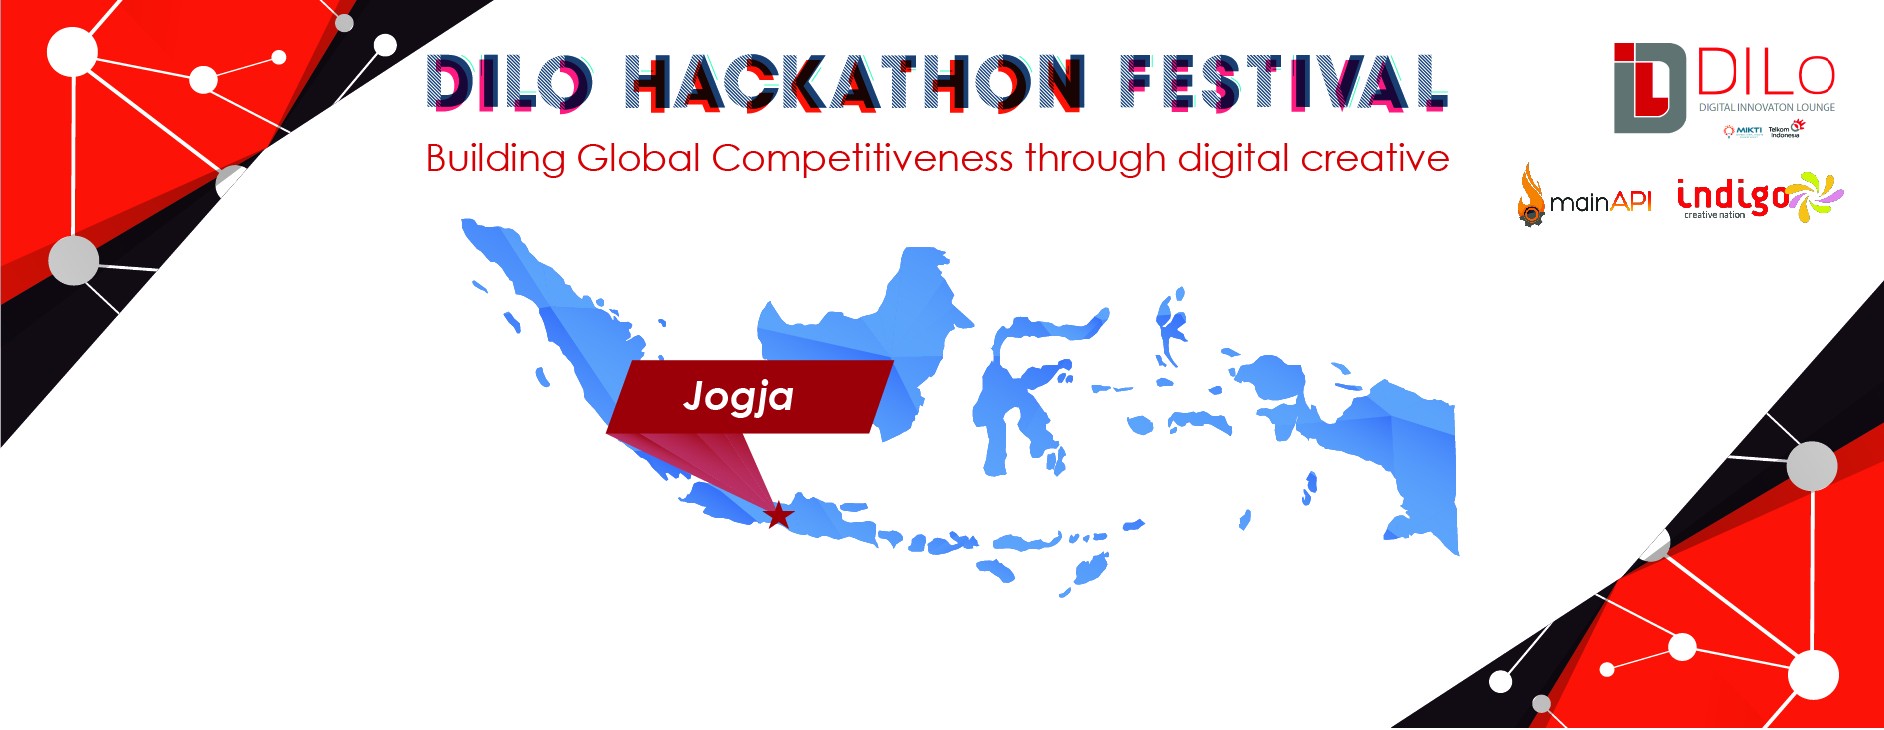 DILO HACKATHON FESTIVAL
Building Global Competitiveness through digital creative
DILo
DIGITAL INNOVATON LOUNGE
MIKTI
Telkom
Indonesia
mainAPI
indigo
creative nation
Jogja